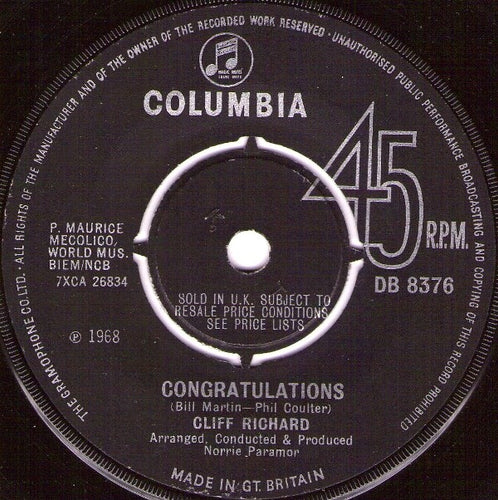 ALL RIGHTS OF THE MANUFACTURER AND OF THE OWNER OF THE RECORDED WORK RESERVED · UNAUTHORISED PUBLIC PERFORMANCE BROADCASTING AND COPYING OF THIS RECORD PROHIBITED
THE GRAMOPHONE CO. LTD.
COLUMBIA
45
R.P.M.
P. MAURICE
MECOLICO,
WORLD MUS.
BIEM/NCB
7XCA 26834
DB 8376
SOLD IN U.K. SUBJECT TO
RESALE PRICE CONDITIONS,
SEE PRICE LISTS
℗ 1968
CONGRATULATIONS
(Bill Martin—Phil Coulter)
CLIFF RICHARD
Arranged, Conducted & Produced
Norrie Paramor
MADE IN GT. BRITAIN